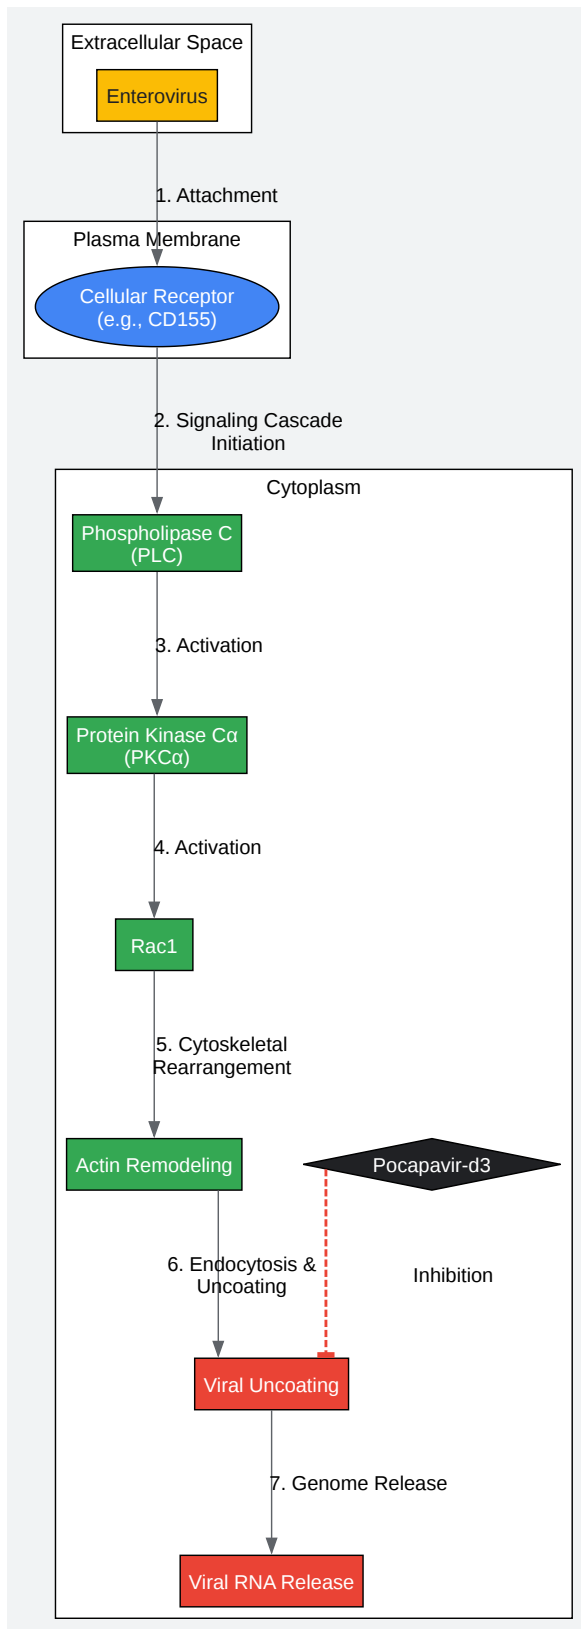 Extracellular Space
Enterovirus
1. Attachment
Plasma Membrane
Cellular Receptor
(e.g., CD155)
2. Signaling Cascade
Initiation
Cytoplasm
Phospholipase C
(PLC)
3. Activation
Protein Kinase Cα
(PKCα)
4. Activation
Rac1
5. Cytoskeletal
Rearrangement
Actin Remodeling
Pocapavir-d3
6. Endocytosis &
Uncoating
Inhibition
Viral Uncoating
7. Genome Release
Viral RNA Release